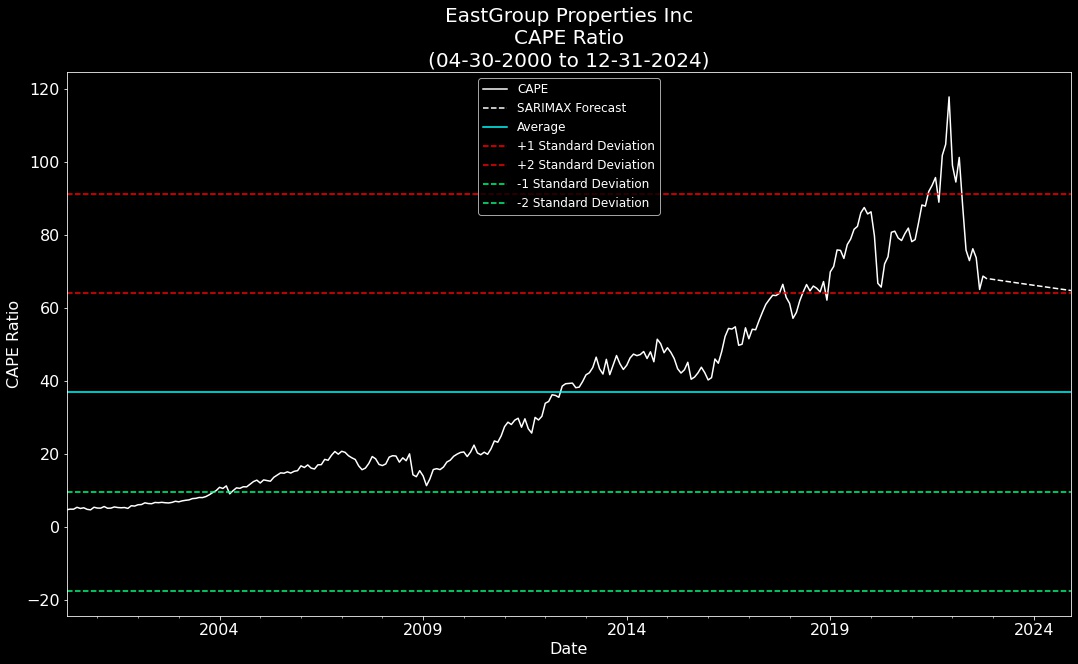 EastGroup Properties Inc
CAPE Ratio
(04-30-2000 to 12-31-2024)
CAPE
SARIMAX Forecast
Average
+1 Standard Deviation
+2 Standard Deviation
-1 Standard Deviation
-2 Standard Deviation
120
100
80
60
40
20
0
−20
CAPE Ratio
2004
2009
2014
2019
2024
Date